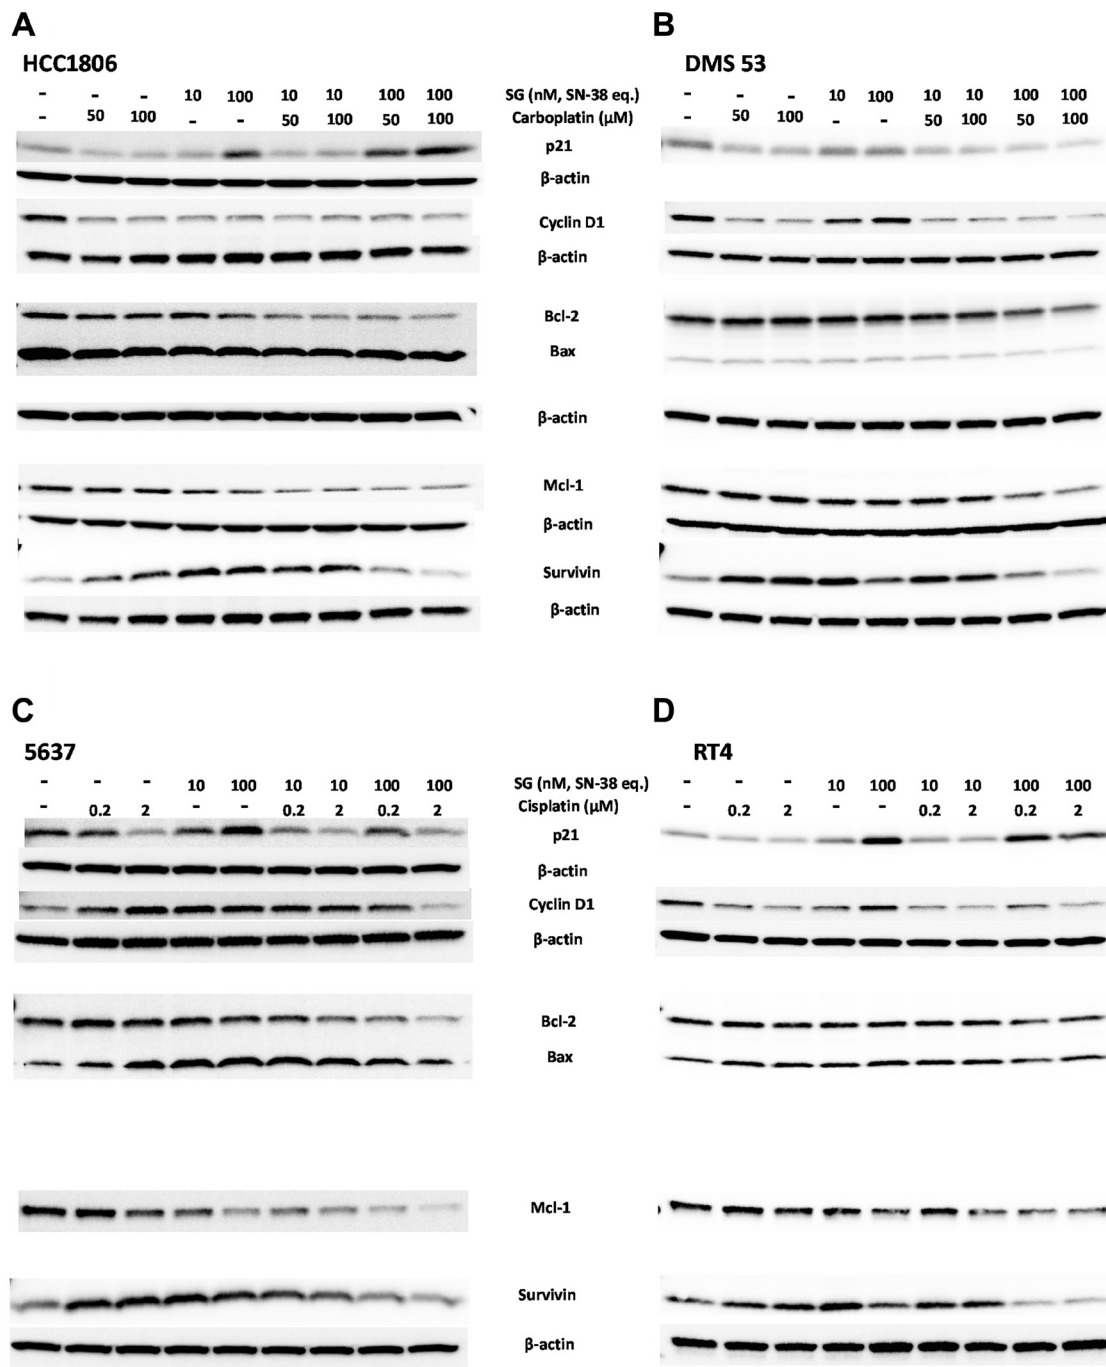 A
B
HCC1806
DMS 53
- - - 10 100 10 10 100 100 SG (nM, SN-38 eq.) - - - 10 100 10 10 100 100
- 50 100 - - 50 100 50 100 Carboplatin (μM) - 50 100 - - 50 100 50 100
p21
β-actin
Cyclin D1
β-actin
Bcl-2
Bax
β-actin
Mcl-1
β-actin
Survivin
β-actin
C
D
5637
RT4
- - - 10 100 10 10 100 100 SG (nM, SN-38 eq.) - - - 10 100 10 10 100 100
- 0.2 2 - - 0.2 2 0.2 2 Cisplatin (μM) - 0.2 2 - - 0.2 2 0.2 2
p21
β-actin
Cyclin D1
β-actin
Bcl-2
Bax
Mcl-1
Survivin
β-actin